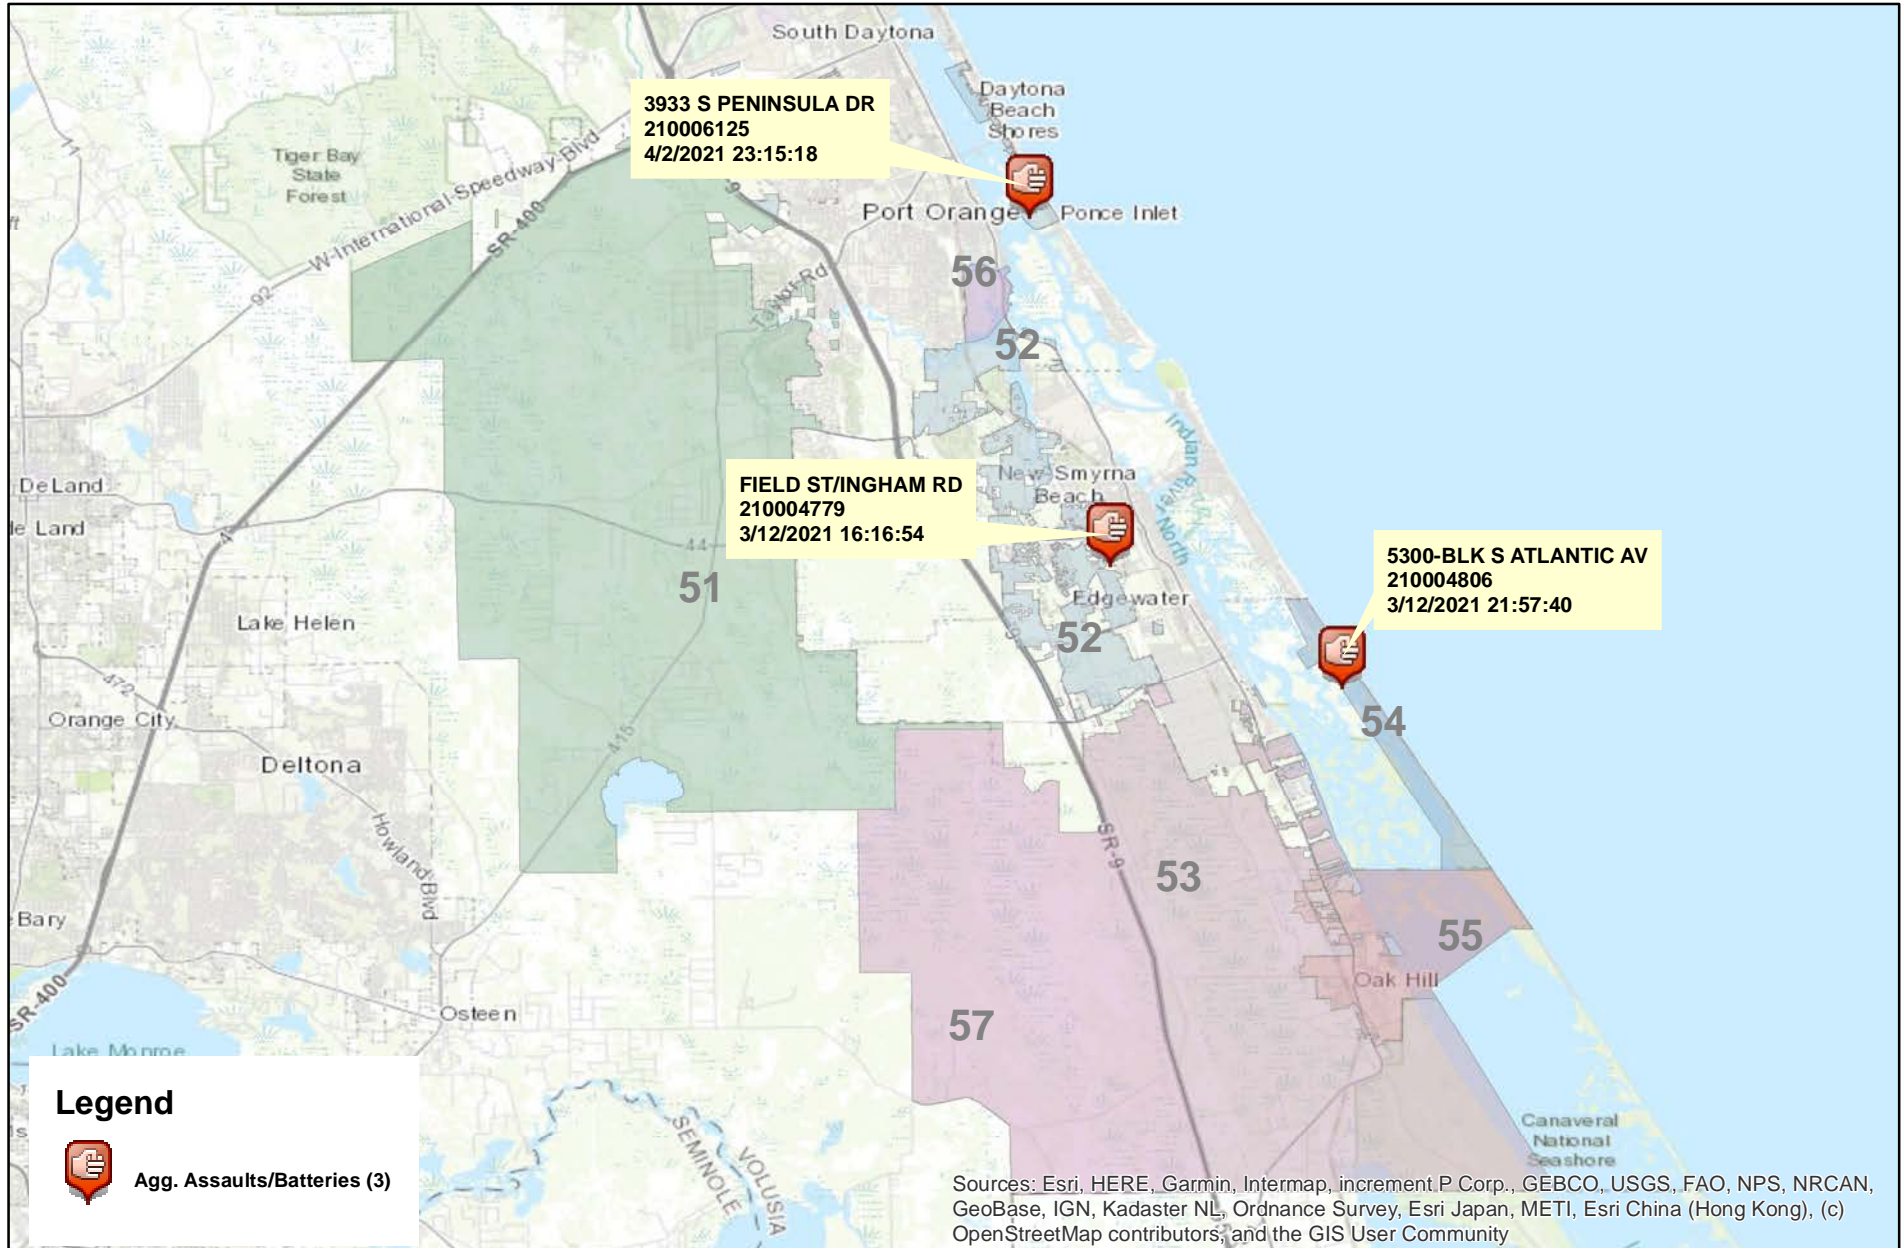 South Daytona
Daytona
Beach
Shores
3933 S PENINSULA DR
210006125
4/2/2021 23:15:18
11
Tiger Bay
State
Forest
W-International-Speedway-Blvd
SR-400
92
Port Orange
Ponce Inlet
56
Taylor Rd
52
Indian River North
DeLand
New Smyrna
Beach
FIELD ST/INGHAM RD
210004779
3/12/2021 16:16:54
5300-BLK S ATLANTIC AV
210004806
3/12/2021 21:57:40
44
51
Edgewater
Lake Helen
52
472
Orange City
415
54
Deltona
Howland Blvd
SR-9
53
55
Oak Hill
SR-400
Osteen
57
Lake Monroe
Legend
Agg. Assaults/Batteries (3)
SEMINOLE
VOLUSIA
Canaveral
National
Seashore
Sources: Esri, HERE, Garmin, Intermap, increment P Corp., GEBCO, USGS, FAO, NPS, NRCAN,
GeoBase, IGN, Kadaster NL, Ordnance Survey, Esri Japan, METI, Esri China (Hong Kong), (c)
OpenStreetMap contributors, and the GIS User Community